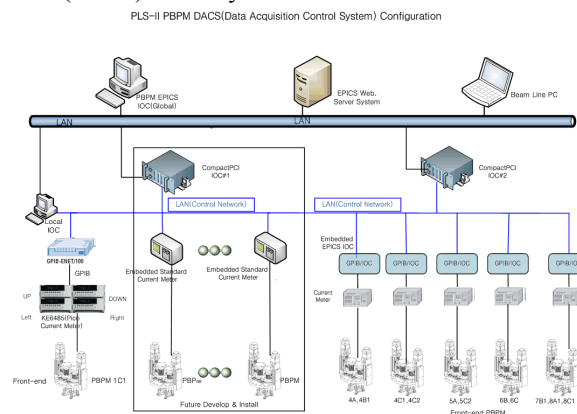 PLS-II PBPM DACS(Data Acquisition Control System) Configuration
PBPM EPICS
IOC(Global)
EPICS Web.
Server System
Beam Line PC
LAN
LAN
CompactPCI
IOC#1
CompactPCI
IOC#2
LAN(Control Network)
LAN(Control Network)
Local
IOC
Embedded
EPICS IOC
GPIB-ENET/100
Embedded Standard
Current Meter
Embedded Standard
Current Meter
GPIB/IOC
GPIB/IOC
GPIB/IOC
GPIB/IOC
GPIB/IO
GPIB
UP
DOWN
Left
Right
KE6485(Pico
Current Meter)
Current
Meter
Front-end
PBPM 1C1
PBPM
PBPM
4A,4B1
4C1,4C2
5A,5C2
6B,6C
7B1,8A1,8C1
Future Develop & Install
Front-end PBPM